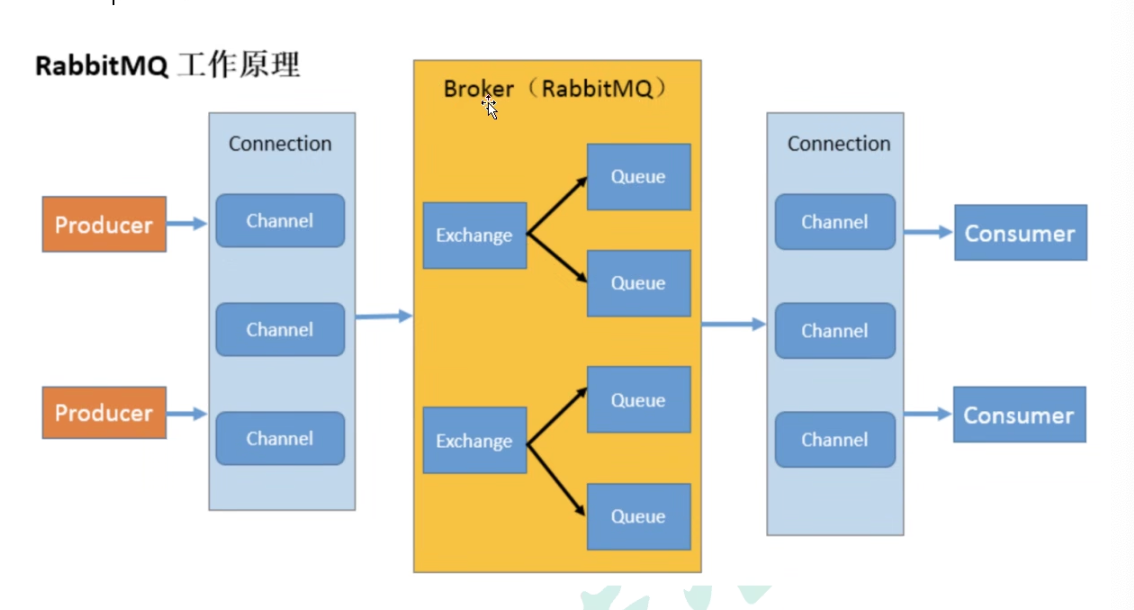 RabbitMQ 工作原理
Broker（RabbitMQ）
Connection
Connection
Queue
Producer
Channel
Exchange
Channel
Consumer
Queue
Channel
Channel
Producer
Channel
Exchange
Queue
Channel
Consumer
Queue